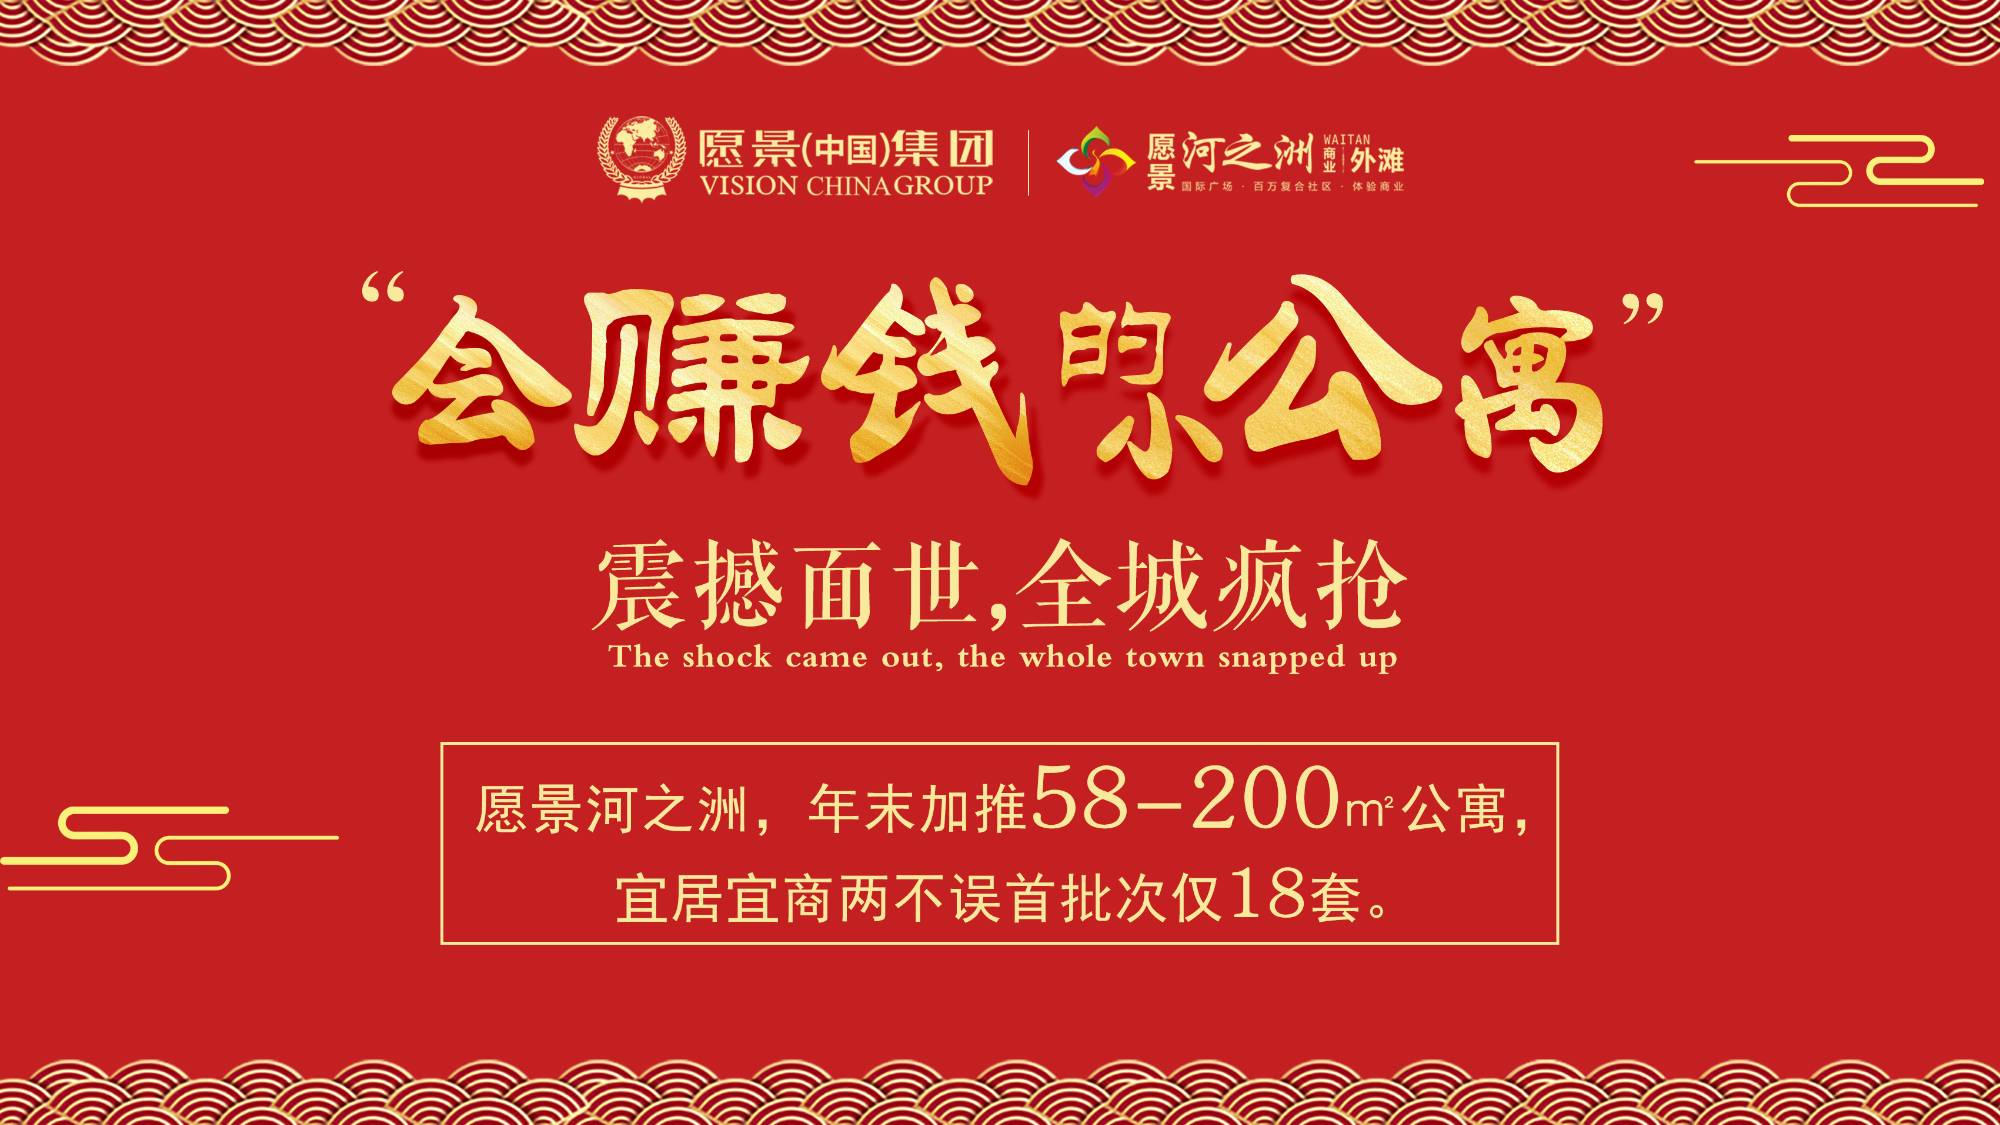 愿景(中国)集团
VISION CHINA GROUP
愿景 河之洲 WAITAN 商业 外滩
国际广场 · 百万复合社区 · 体验商业
“会赚钱的小公寓”
震撼面世,全城疯抢
The shock came out, the whole town snapped up
愿景河之洲，年末加推58-200㎡公寓，
宜居宜商两不误首批次仅18套。